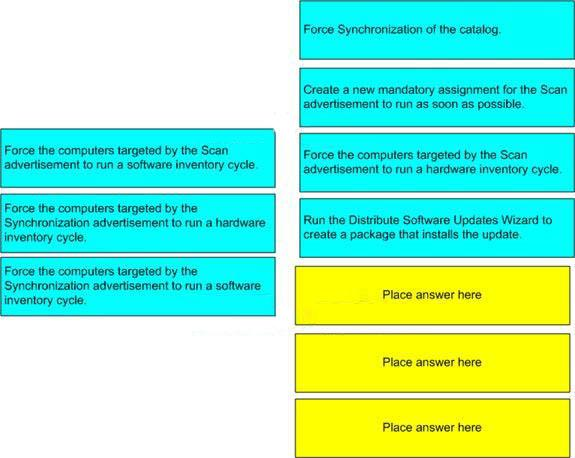 Force Synchronization of the catalog.
Create a new mandatory assignment for the Scan
advertisement to run as soon as possible.
Force the computers targeted by the Scan
advertisement to run a software inventory cycle.
Force the computers targeted by the Scan
advertisement to run a hardware inventory cycle.
Force the computers targeted by the
Synchronization advertisement to run a hardware
inventory cycle.
Run the Distribute Software Updates Wizard to
create a package that installs the update.
Force the computers targeted by the
Synchronization advertisement to run a software
inventory cycle.
Place answer here
Place answer here
Place answer here